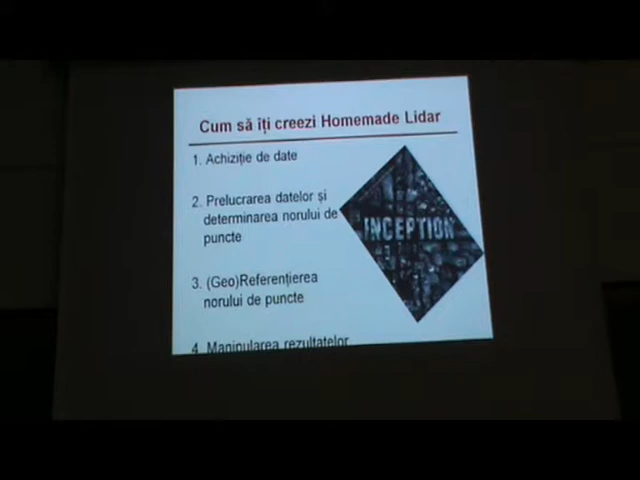 Cum să îți creezi Homemade Lidar
1. Achiziție de date
2. Prelucrarea datelor și
determinarea norului de
puncte
INCEPTION
3. (Geo)Referențierea
norului de puncte
4. Manipularea rezultatelor